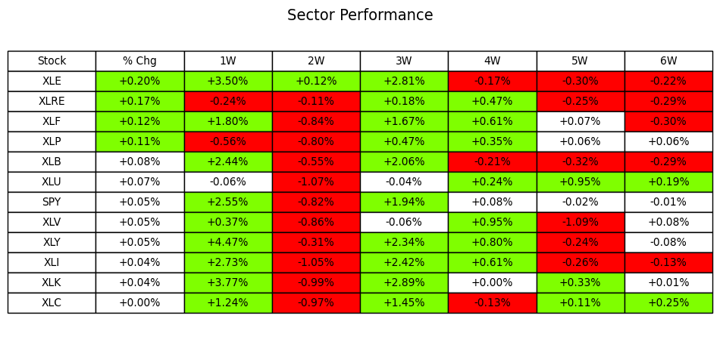 Sector Performance
Stock % Chg 1W 2W 3W 4W 5W 6W
XLE +0.20% +3.50% +0.12% +2.81% -0.17% -0.30% -0.22%
XLRE +0.17% -0.24% -0.11% +0.18% +0.47% -0.25% -0.29%
XLF +0.12% +1.80% -0.84% +1.67% +0.61% +0.07% -0.30%
XLP +0.11% -0.56% -0.80% +0.47% +0.35% +0.06% +0.06%
XLB +0.08% +2.44% -0.55% +2.06% -0.21% -0.32% -0.29%
XLU +0.07% -0.06% -1.07% -0.04% +0.24% +0.95% +0.19%
SPY +0.05% +2.55% -0.82% +1.94% +0.08% -0.02% -0.01%
XLV +0.05% +0.37% -0.86% -0.06% +0.95% -1.09% +0.08%
XLY +0.05% +4.47% -0.31% +2.34% +0.80% -0.24% -0.08%
XLI +0.04% +2.73% -1.05% +2.42% +0.61% -0.26% -0.13%
XLK +0.04% +3.77% -0.99% +2.89% +0.00% +0.33% +0.01%
XLC +0.00% +1.24% -0.97% +1.45% -0.13% +0.11% +0.25%